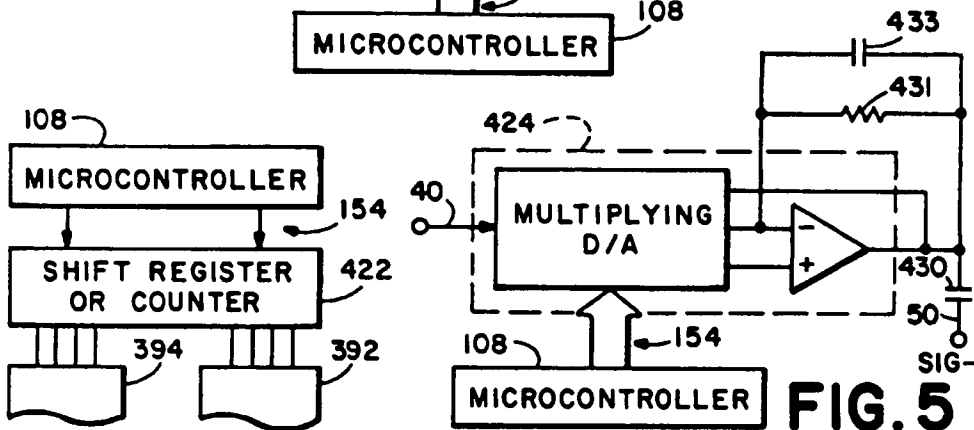 108
MICROCONTROLLER
433
431
108
MICROCONTROLLER
154
SHIFT REGISTER
OR COUNTER
422
394
392
424
40
MULTIPLYING
D/A
-
+
430
50
SIG-
154
108
MICROCONTROLLER
FIG. 5